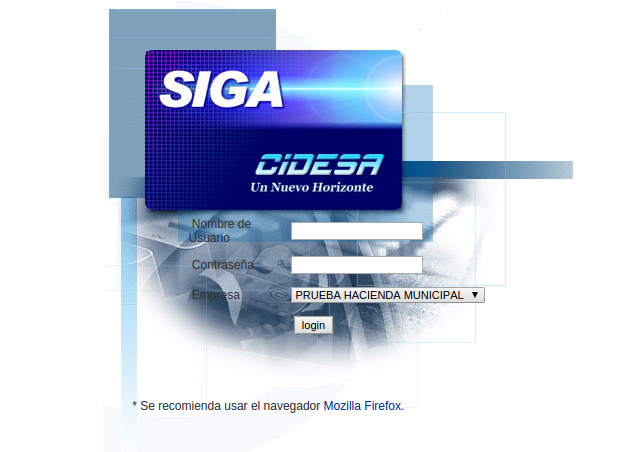 SIGA
CIDESA
Un Nuevo Horizonte
Nombre de
Usuario
Contraseña
Empresa
PRUEBA HACIENDA MUNICIPAL
login
* Se recomienda usar el navegador Mozilla Firefox.